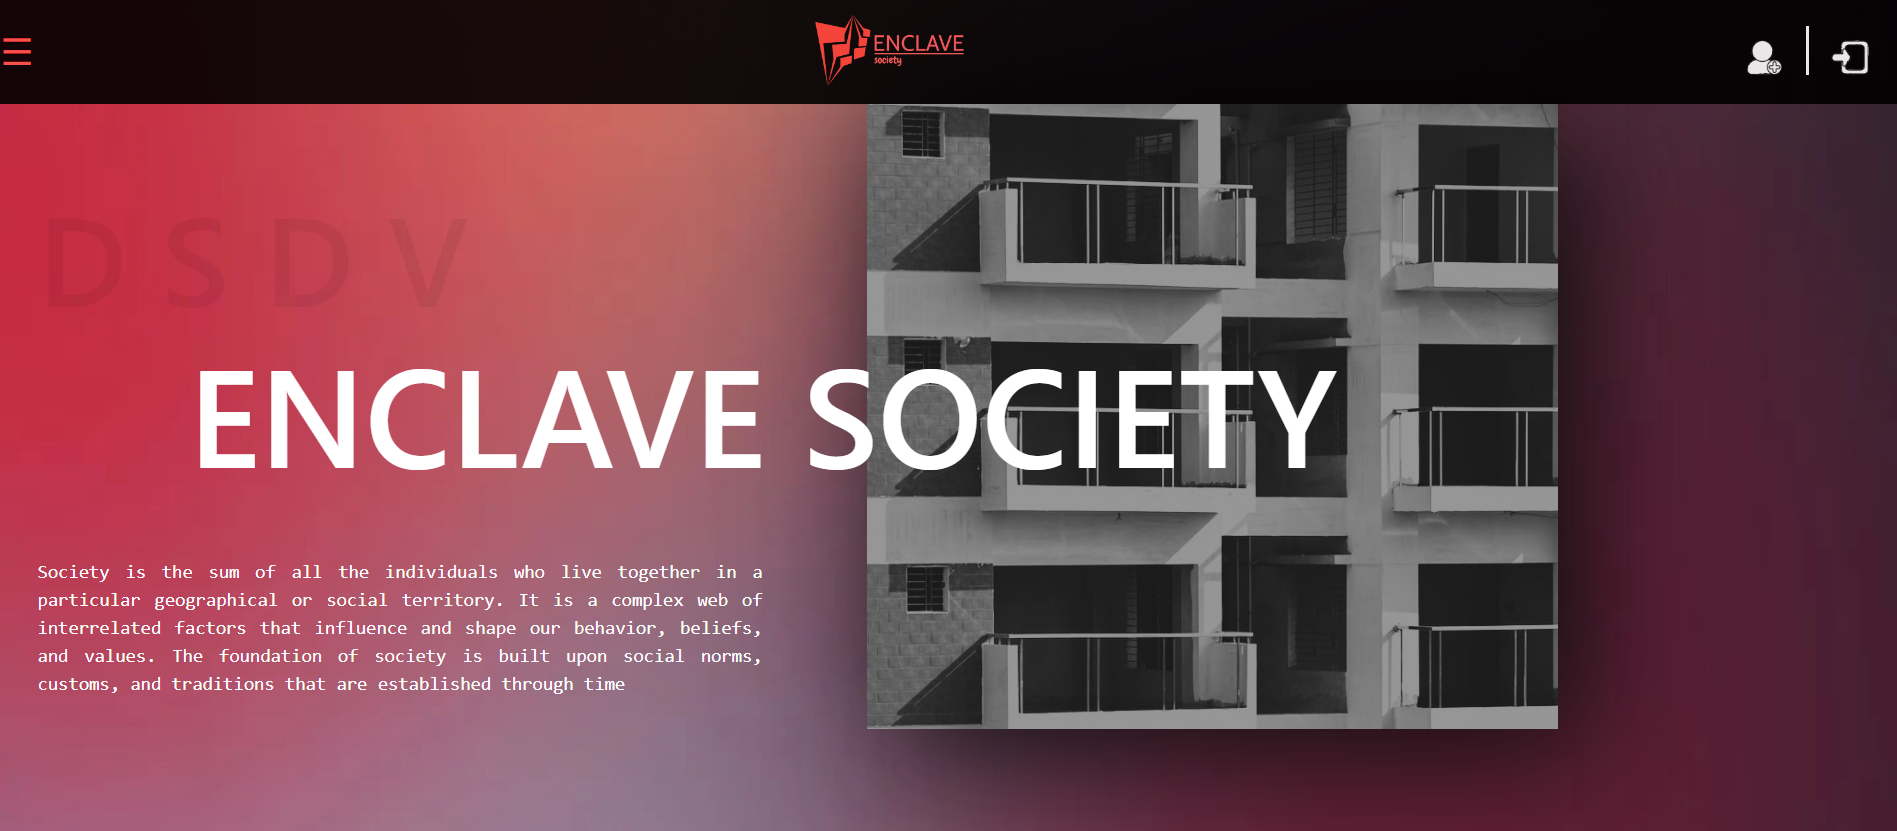 ENCLAVE
society
D S D V
ENCLAVE SOCIETY
Society is the sum of all the individuals who live together in a
particular geographical or social territory. It is a complex web of
interrelated factors that influence and shape our behavior, beliefs,
and values. The foundation of society is built upon social norms,
customs, and traditions that are established through time